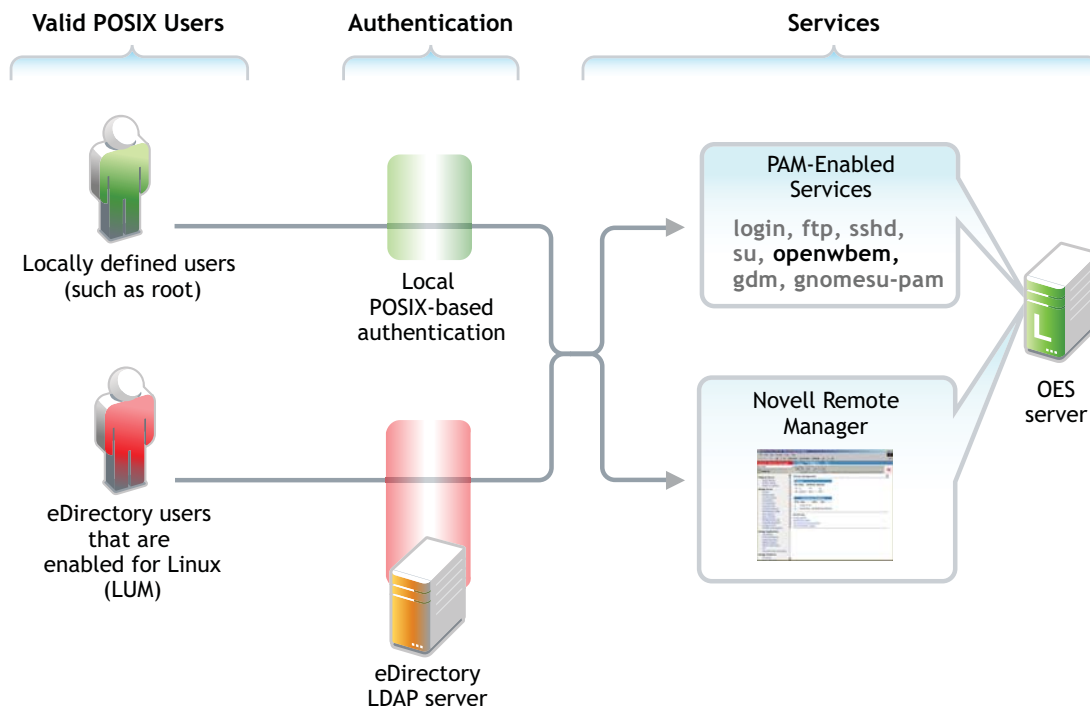 Valid POSIX Users
Authentication
Services
Locally defined users
(such as root)
Local
POSIX-based
authentication
PAM-Enabled
Services
login, ftp, sshd,
su, openwbem,
gdm, gnomesu-pam
L
OES
server
eDirectory users
that are
enabled for Linux
(LUM)
eDirectory
LDAP server
Novell Remote
Manager